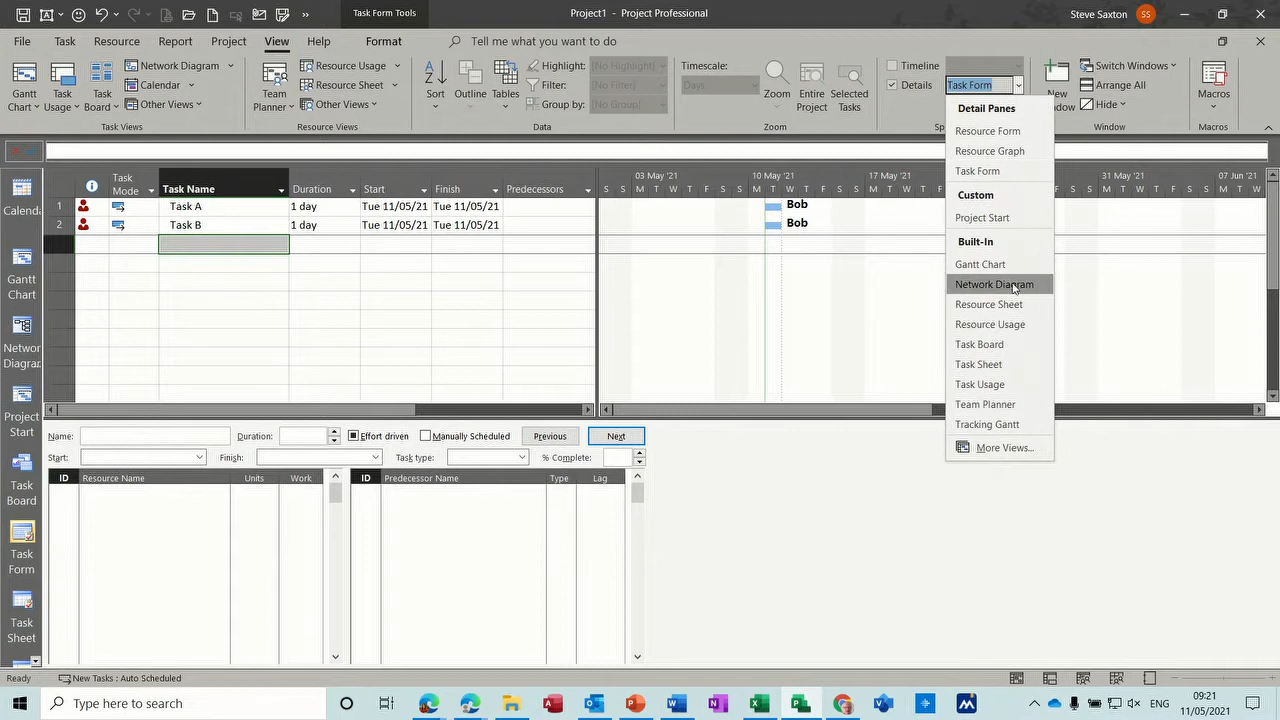 Task Form Tools
Project1 - Project Professional
Steve Saxton
SS
File
Task
Resource
Report
Project
View
Help
Format
Tell me what you want to do
Gantt Chart
Task Usage
Task Board
Network Diagram
Calendar
Other Views
Task Views
Team Planner
Resource Usage
Resource Sheet
Other Views
Resource Views
Sort
Outline
Tables
Highlight:
[No Highlight]
Filter:
[No Filter]
Group by:
[No Group]
Data
Timescale:
Days
Zoom
Entire Project
Selected Tasks
Zoom
Timeline
Details
Task Form
Sp
New
ndow
Switch Windows
Arrange All
Hide
Window
Macros
Macros
Detail Panes
Resource Form
Resource Graph
Task Form
Custom
Project Start
Built-In
Gantt Chart
Network Diagram
Resource Sheet
Resource Usage
Task Board
Task Sheet
Task Usage
Team Planner
Tracking Gantt
More Views...
Calenda
Gantt Chart
Network Diagrar
Project Start
Task Board
Task Form
Task Sheet
Task Mode
Task Name
Duration
Start
Finish
Predecessors
1 Task A 1 day Tue 11/05/21 Tue 11/05/21
2 Task B 1 day Tue 11/05/21 Tue 11/05/21
03 May '21
10 May '21
17 May '21
31 May '21
07 Jun '21
S S M T W T F S S M T W T F S S M T W T F S
M T W T F S S M T W
Bob
Bob
Name:
Duration:
Effort driven
Manually Scheduled
Previous
Next
Start:
Finish:
Task type:
% Complete:
ID Resource Name Units Work
ID Predecessor Name Type Lag
Ready
New Tasks : Auto Scheduled
Type here to search
ENG
09:21
11/05/2021